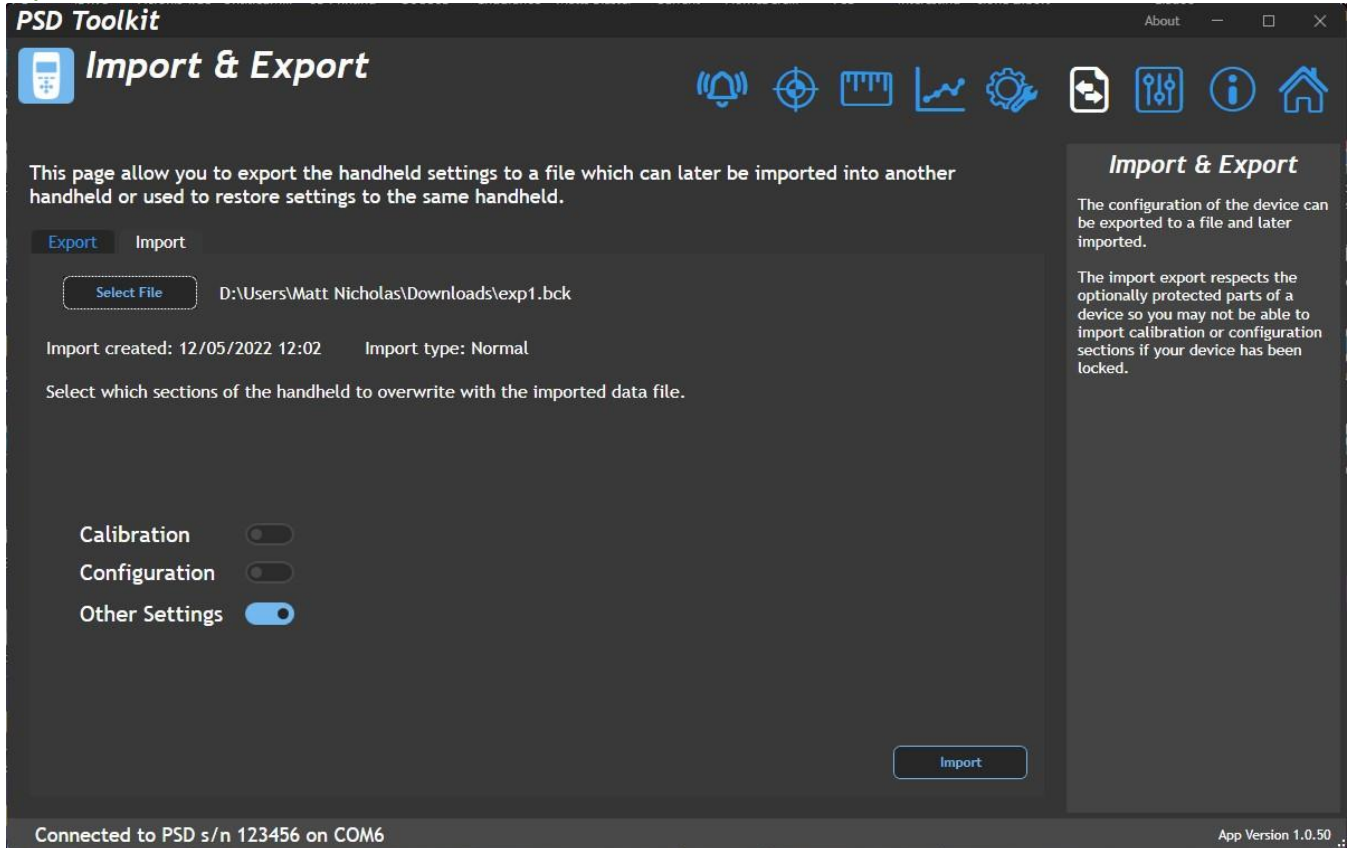 PSD Toolkit
About
Import & Export
This page allow you to export the handheld settings to a file which can later be imported into another
handheld or used to restore settings to the same handheld.
Export
Import
Select File
D:\Users\Matt Nicholas\Downloads\exp1.bck
Import created: 12/05/2022 12:02
Import type: Normal
Select which sections of the handheld to overwrite with the imported data file.
Calibration
Configuration
Other Settings
Import
Import & Export
The configuration of the device can
be exported to a file and later
imported.
The import export respects the
optionally protected parts of a
device so you may not be able to
import calibration or configuration
sections if your device has been
locked.
Connected to PSD s/n 123456 on COM6
App Version 1.0.50